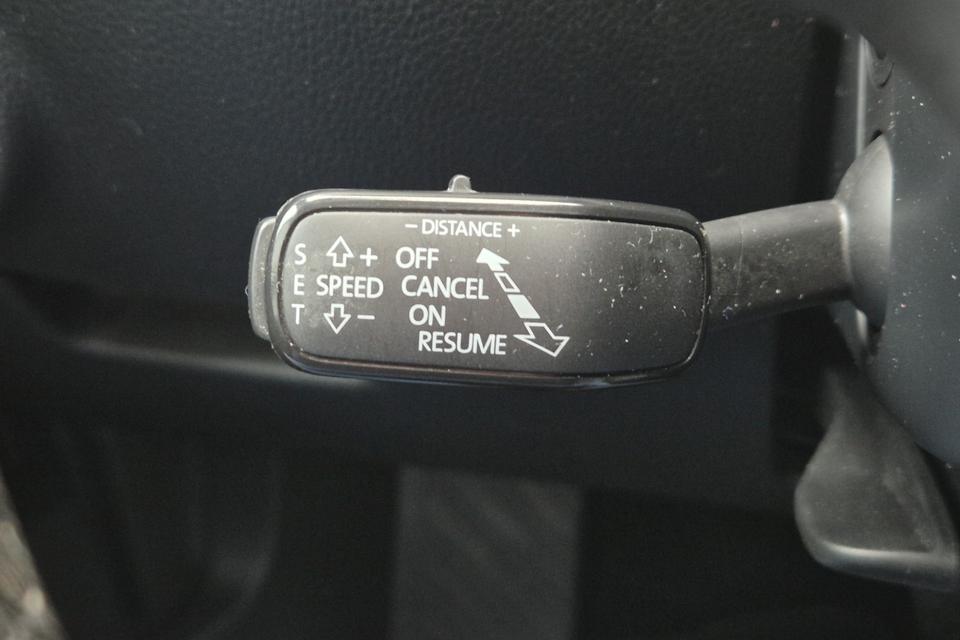 − DISTANCE +
S + OFF
E SPEED CANCEL
T − ON
RESUME